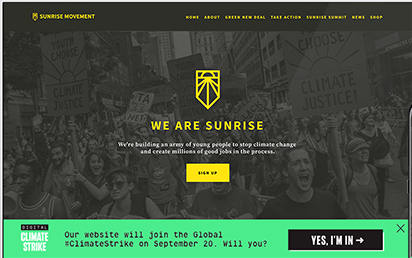 SUNRISE MOVEMENT
HOME ABOUT GREEN NEW DEAL TAKE ACTION SUNRISE SUMMIT NEWS SHOP
YOUTH
CHOOSE
CLIMATE
JUSTICE
WE ARE SUNRISE
We're building an army of young people to stop climate change
and create millions of good jobs in the process.
SIGN UP
DIGITAL
CLIMATE
STRIKE
Our website will join the Global
#ClimateStrike on September 20. Will you?
YES, I'M IN →